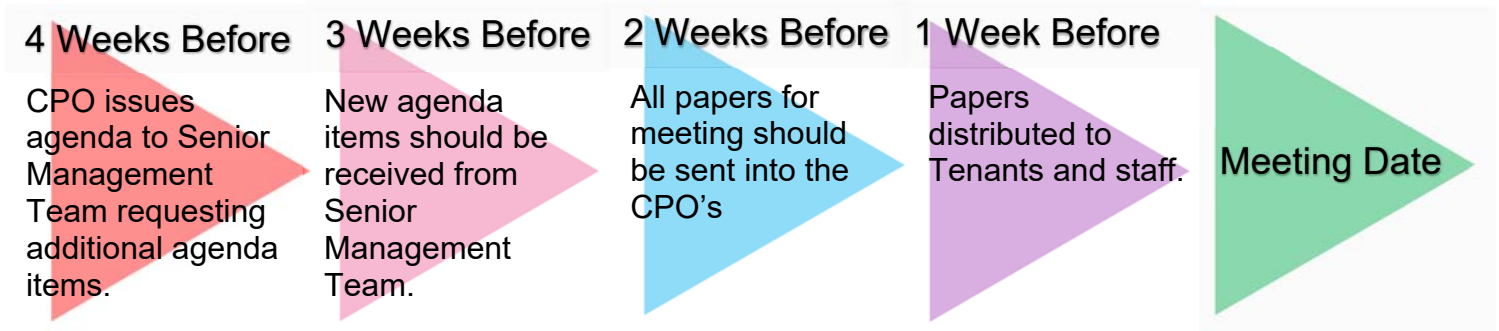 4 Weeks Before
CPO issues
agenda to Senior
Management
Team requesting
additional agenda
items.
3 Weeks Before
New agenda
items should be
received from
Senior
Management
Team.
2 Weeks Before
All papers for
meeting should
be sent into the
CPO’s
1 Week Before
Papers
distributed to
Tenants and staff.
Meeting Date